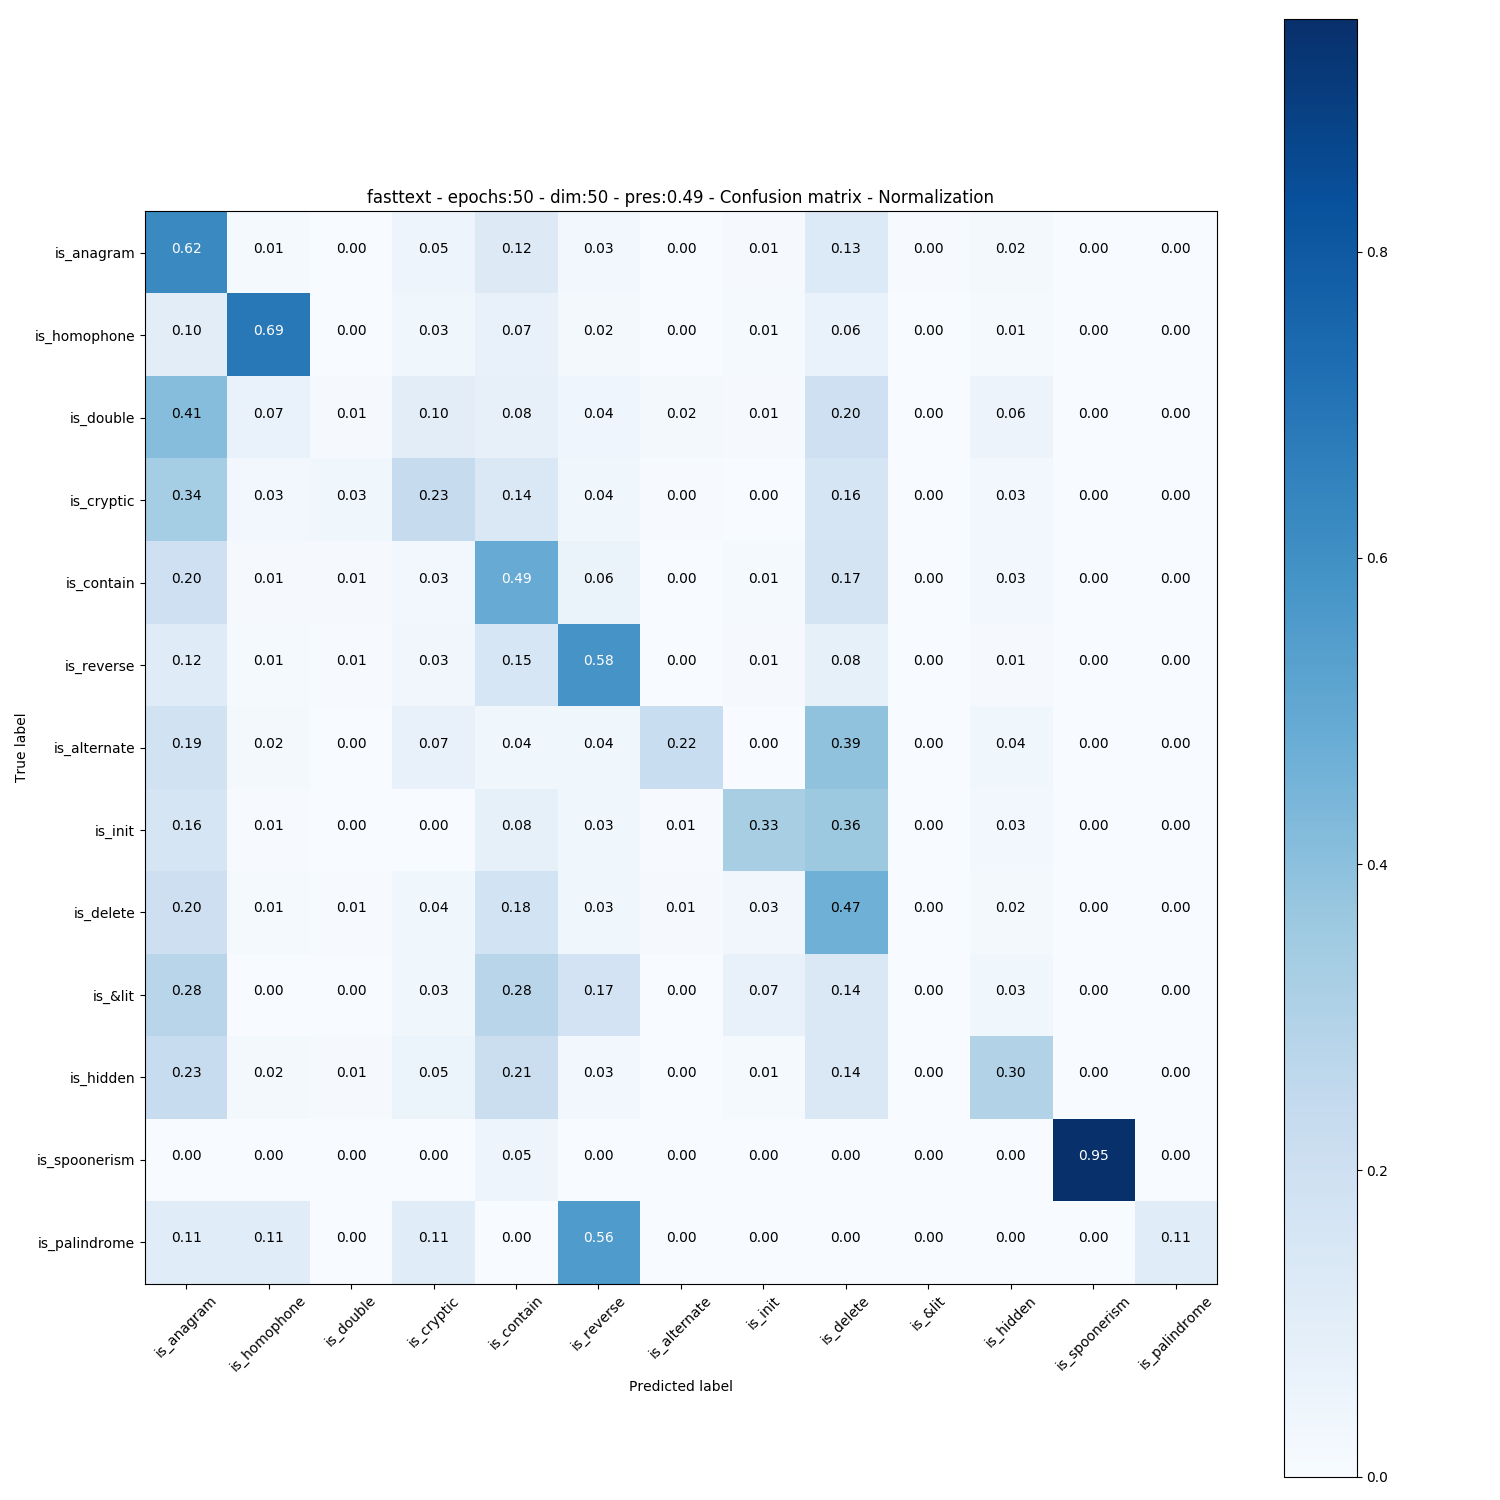 fasttext - epochs:50 - dim:50 - pres:0.49 - Confusion matrix - Normalization
is_anagram 0.62 0.01 0.00 0.05 0.12 0.03 0.00 0.01 0.13 0.00 0.02 0.00 0.00
is_homophone 0.10 0.69 0.00 0.03 0.07 0.02 0.00 0.01 0.06 0.00 0.01 0.00 0.00
is_double 0.41 0.07 0.01 0.10 0.08 0.04 0.02 0.01 0.20 0.00 0.06 0.00 0.00
is_cryptic 0.34 0.03 0.03 0.23 0.14 0.04 0.00 0.00 0.16 0.00 0.03 0.00 0.00
is_contain 0.20 0.01 0.01 0.03 0.49 0.06 0.00 0.01 0.17 0.00 0.03 0.00 0.00
is_reverse 0.12 0.01 0.01 0.03 0.15 0.58 0.00 0.01 0.08 0.00 0.01 0.00 0.00
is_alternate 0.19 0.02 0.00 0.07 0.04 0.04 0.22 0.00 0.39 0.00 0.04 0.00 0.00
is_init 0.16 0.01 0.00 0.00 0.08 0.03 0.01 0.33 0.36 0.00 0.03 0.00 0.00
is_delete 0.20 0.01 0.01 0.04 0.18 0.03 0.01 0.03 0.47 0.00 0.02 0.00 0.00
is_&lit 0.28 0.00 0.00 0.03 0.28 0.17 0.00 0.07 0.14 0.00 0.03 0.00 0.00
is_hidden 0.23 0.02 0.01 0.05 0.21 0.03 0.00 0.01 0.14 0.00 0.30 0.00 0.00
is_spoonerism 0.00 0.00 0.00 0.00 0.05 0.00 0.00 0.00 0.00 0.00 0.00 0.95 0.00
is_palindrome 0.11 0.11 0.00 0.11 0.00 0.56 0.00 0.00 0.00 0.00 0.00 0.00 0.11
True label
is_anagram is_homophone is_double is_cryptic is_contain is_reverse is_alternate is_init is_delete is_&lit is_hidden is_spoonerism is_palindrome
Predicted label
0.8
0.6
0.4
0.2
0.0